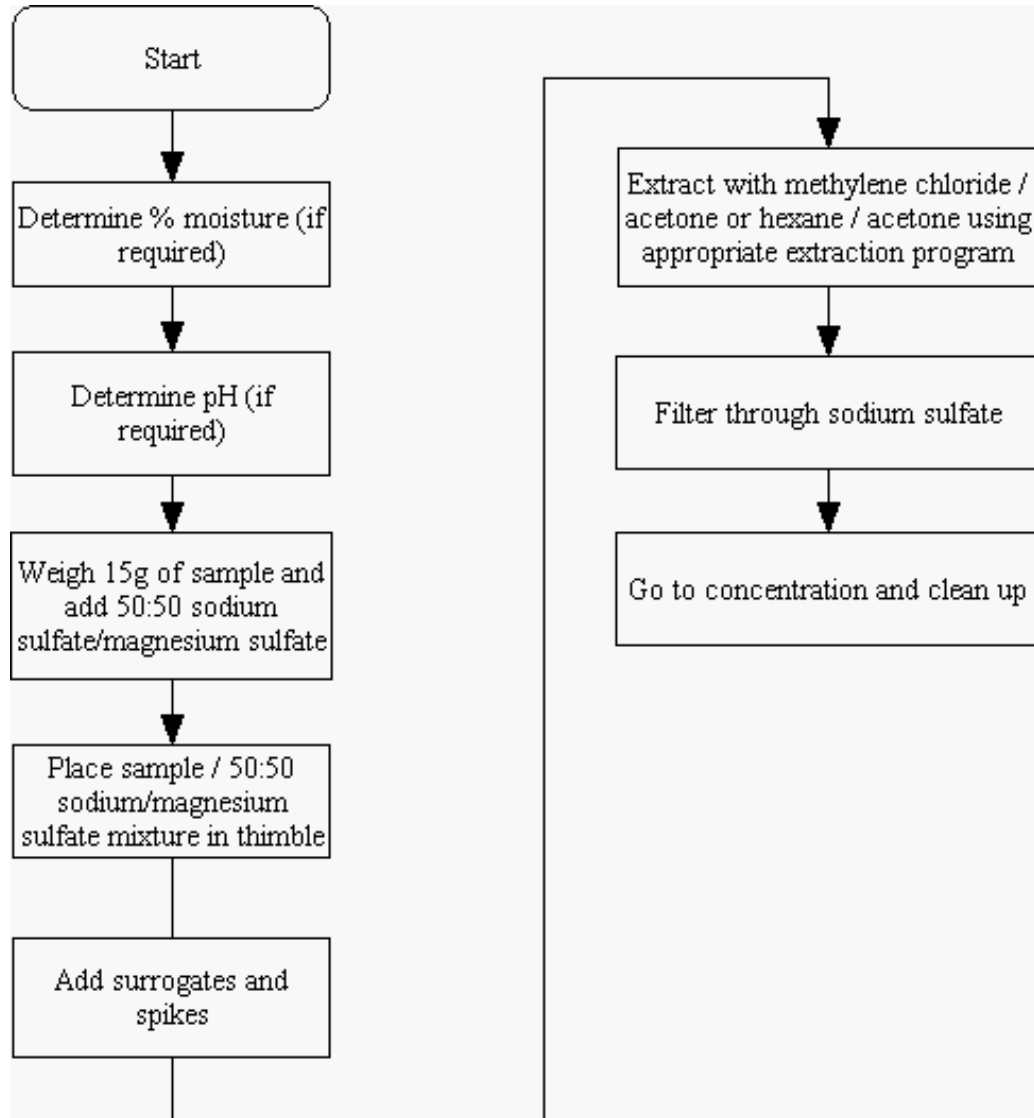 Start
Determine % moisture (if
required)
Determine pH (if
required)
Weigh 15g of sample and
add 50:50 sodium
sulfate/magnesium sulfate
Place sample / 50:50
sodium/magnesium
sulfate mixture in thimble
Add surrogates and
spikes
Extract with methylene chloride /
acetone or hexane / acetone using
appropriate extraction program
Filter through sodium sulfate
Go to concentration and clean up